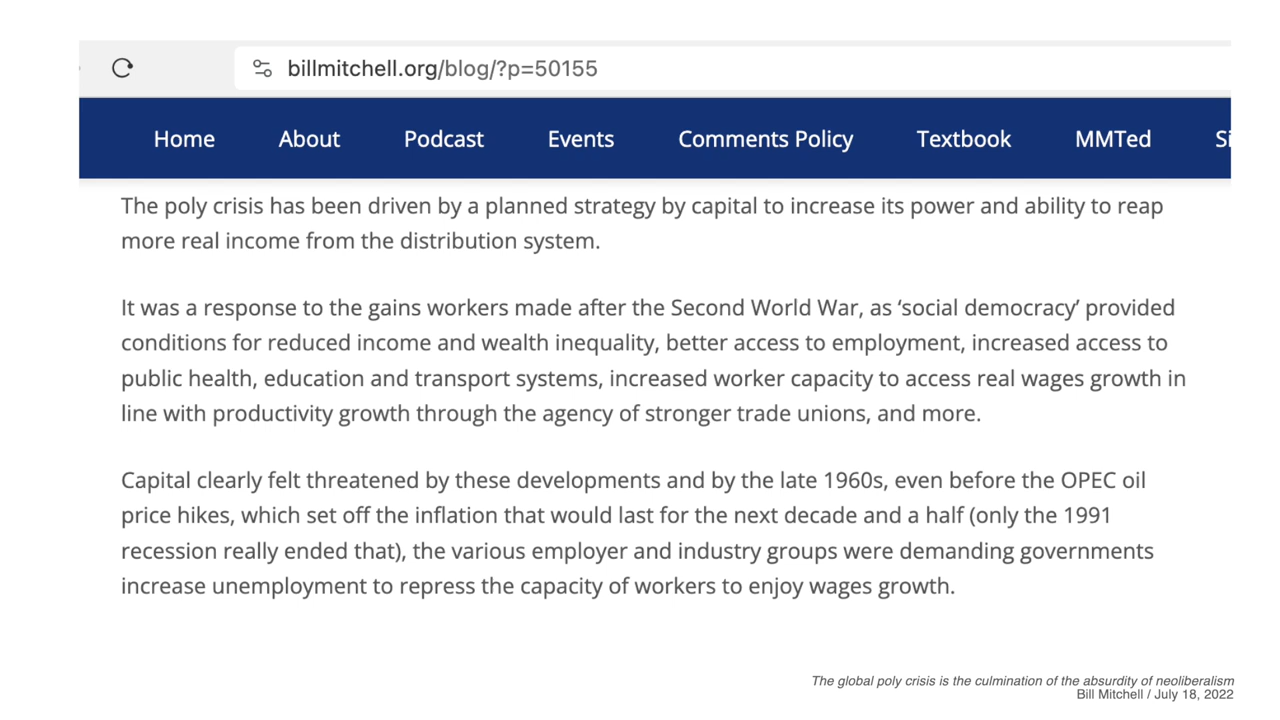 billmitchell.org/blog/?p=50155
Home About Podcast Events Comments Policy Textbook MMTed Si
The poly crisis has been driven by a planned strategy by capital to increase its power and ability to reap
more real income from the distribution system.
It was a response to the gains workers made after the Second World War, as ‘social democracy’ provided
conditions for reduced income and wealth inequality, better access to employment, increased access to
public health, education and transport systems, increased worker capacity to access real wages growth in
line with productivity growth through the agency of stronger trade unions, and more.
Capital clearly felt threatened by these developments and by the late 1960s, even before the OPEC oil
price hikes, which set off the inflation that would last for the next decade and a half (only the 1991
recession really ended that), the various employer and industry groups were demanding governments
increase unemployment to repress the capacity of workers to enjoy wages growth.
The global poly crisis is the culmination of the absurdity of neoliberalism
Bill Mitchell / July 18, 2022